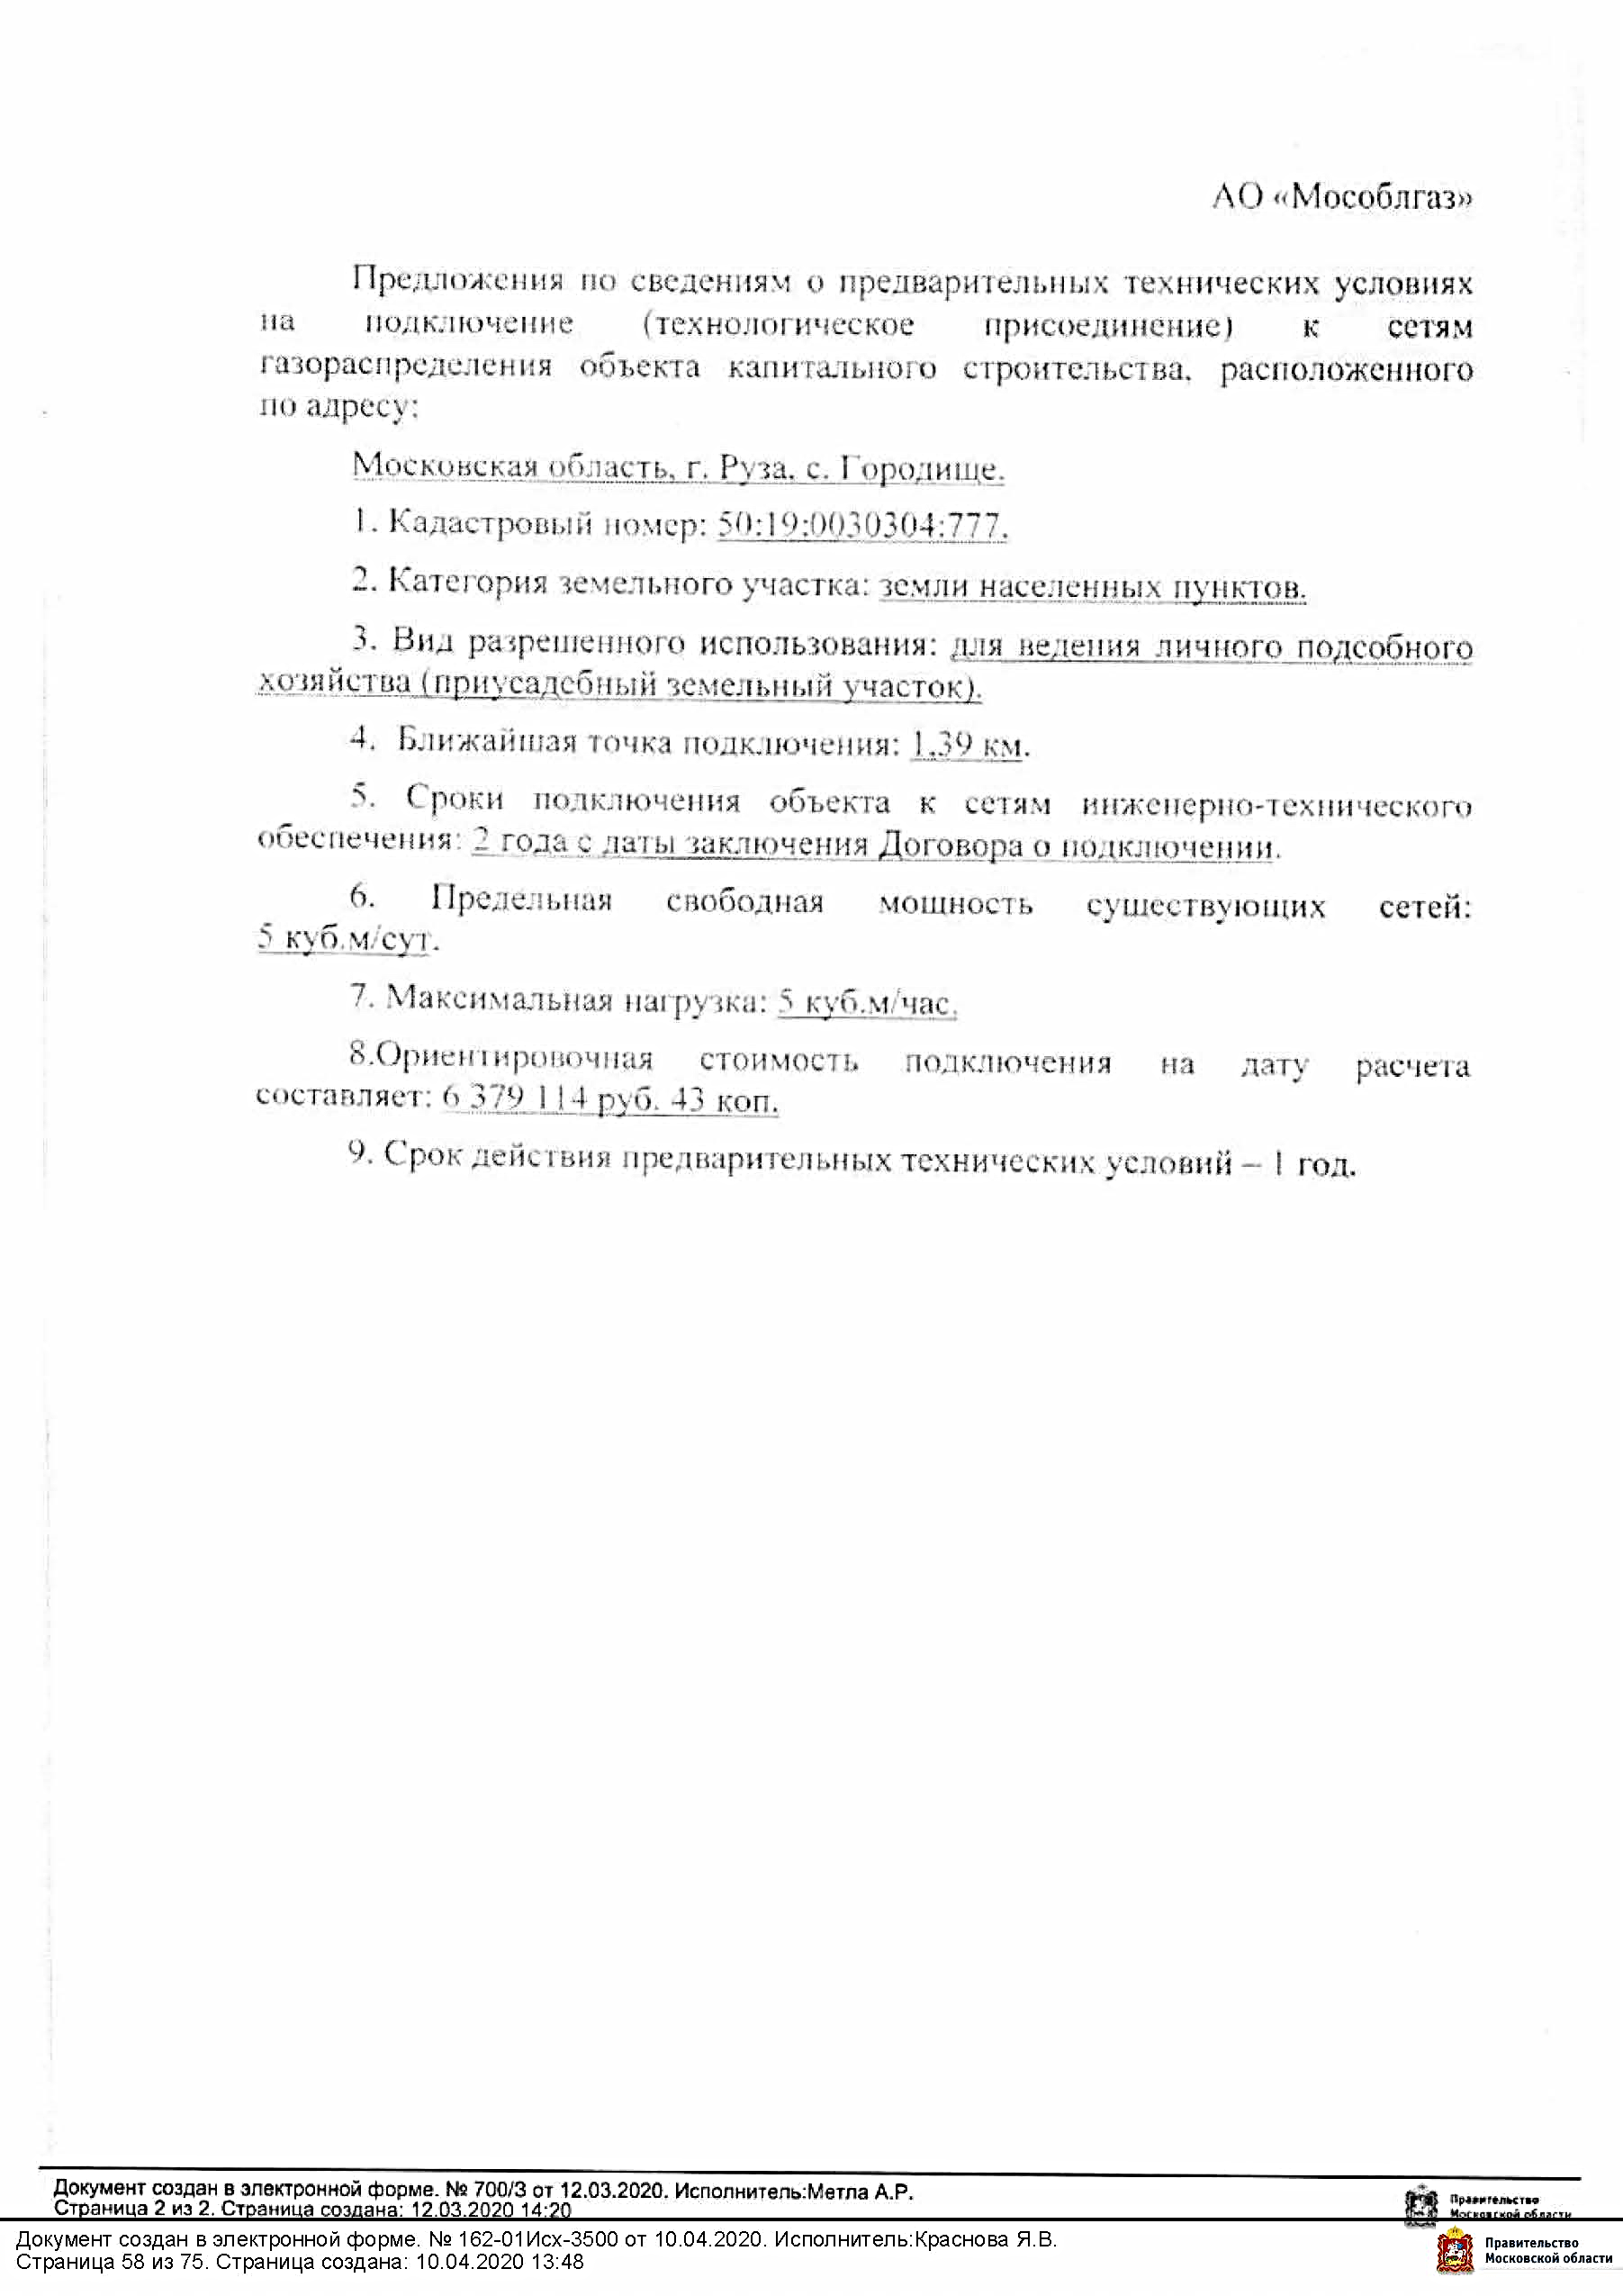 АО «Мособлгаз»
Предложения по сведениям о предварительных технических условиях
на подключение (технологическое присоединение) к сетям
газораспределения объекта капитального строительства, расположенного
по адресу:
Московская область, г. Руза, с. Городище.
1. Кадастровый номер: 50:19:0030304:777.
2. Категория земельного участка: земли населенных пунктов.
3. Вид разрешенного использования: для ведения личного подсобного
хозяйства (приусадебный земельный участок).
4. Ближайшая точка подключения: 1,39 км.
5. Сроки подключения объекта к сетям инженерно-технического
обеспечения: 2 года с даты заключения Договора о подключении.
6. Предельная свободная мощность существующих сетей:
5 куб.м/сут.
7. Максимальная нагрузка: 5 куб.м/час.
8.Ориентировочная стоимость подключения на дату расчета
составляет: 6 379 114 руб. 43 коп.
9. Срок действия предварительных технических условий – 1 год.
Документ создан в электронной форме. № 700/З от 12.03.2020. Исполнитель:Метла А.Р.
Страница 2 из 2. Страница создана: 12.03.2020 14:20
Правительство
Московской области
Документ создан в электронной форме. № 162-01Исх-3500 от 10.04.2020. Исполнитель:Краснова Я.В.
Страница 58 из 75. Страница создана: 10.04.2020 13:48
Правительство
Московской области